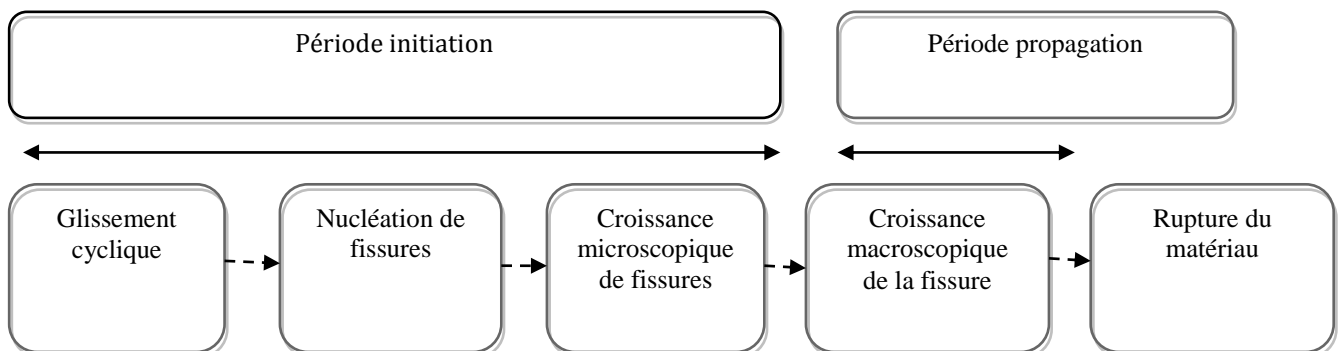 Période initiation
Période propagation
Glissement
cyclique
Nucléation de
fissures
Croissance
microscopique
de fissures
Croissance
macroscopique
de la fissure
Rupture du
matériau